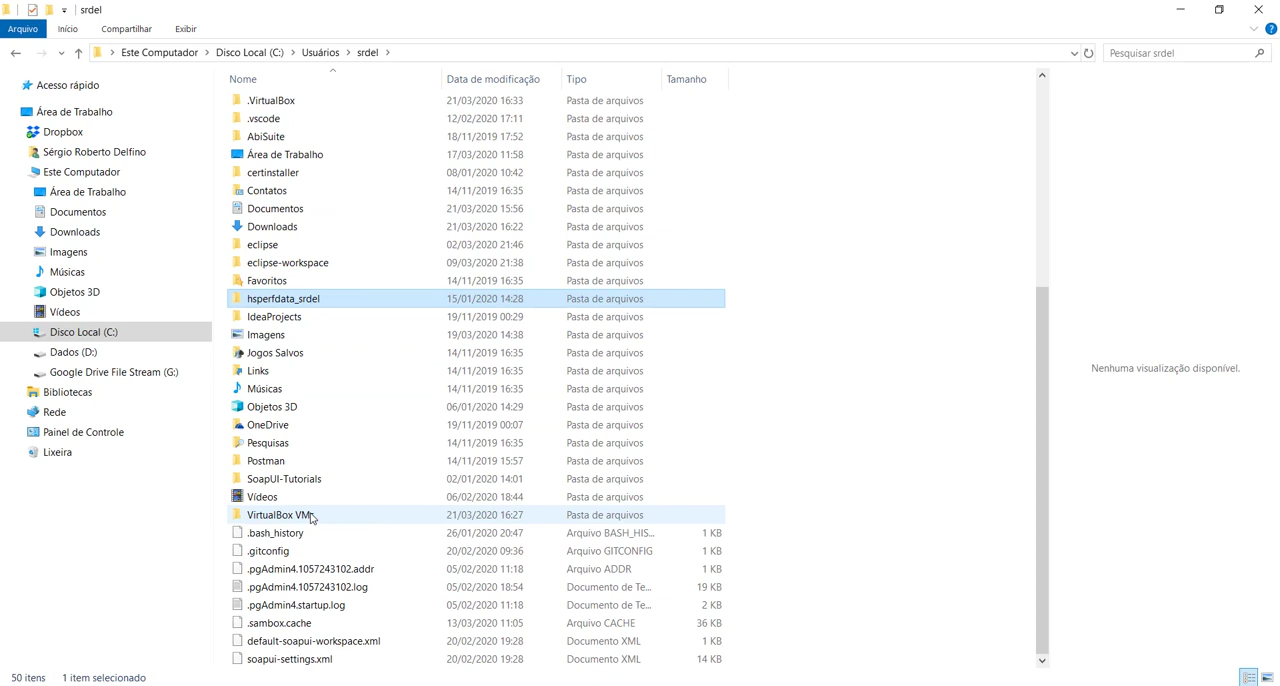 srdel
Arquivo Início Compartilhar Exibir
Este Computador > Disco Local (C:) > Usuários > srdel >
Pesquisar srdel
Acesso rápido
Área de Trabalho
Dropbox
Sérgio Roberto Delfino
Este Computador
Área de Trabalho
Documentos
Downloads
Imagens
Músicas
Objetos 3D
Vídeos
Disco Local (C:)
Dados (D:)
Google Drive File Stream (G:)
Bibliotecas
Rede
Painel de Controle
Lixeira
Nome Data de modificação Tipo Tamanho
.VirtualBox 21/03/2020 16:33 Pasta de arquivos
.vscode 12/02/2020 17:11 Pasta de arquivos
AbiSuite 18/11/2019 17:52 Pasta de arquivos
Área de Trabalho 17/03/2020 11:58 Pasta de arquivos
certinstaller 08/01/2020 10:42 Pasta de arquivos
Contatos 14/11/2019 16:35 Pasta de arquivos
Documentos 21/03/2020 15:56 Pasta de arquivos
Downloads 21/03/2020 16:22 Pasta de arquivos
eclipse 02/03/2020 21:46 Pasta de arquivos
eclipse-workspace 09/03/2020 21:38 Pasta de arquivos
Favoritos 14/11/2019 16:35 Pasta de arquivos
hsperfdata_srdel 15/01/2020 14:28 Pasta de arquivos
IdeaProjects 19/11/2019 00:29 Pasta de arquivos
Imagens 19/03/2020 14:38 Pasta de arquivos
Jogos Salvos 14/11/2019 16:35 Pasta de arquivos
Links 14/11/2019 16:35 Pasta de arquivos
Músicas 14/11/2019 16:35 Pasta de arquivos
Objetos 3D 06/01/2020 14:29 Pasta de arquivos
OneDrive 19/11/2019 00:07 Pasta de arquivos
Pesquisas 14/11/2019 16:35 Pasta de arquivos
Postman 14/11/2019 15:57 Pasta de arquivos
SoapUI-Tutorials 02/01/2020 14:01 Pasta de arquivos
Vídeos 06/02/2020 18:44 Pasta de arquivos
VirtualBox VMs 21/03/2020 16:27 Pasta de arquivos
.bash_history 26/01/2020 20:47 Arquivo BASH_HIS... 1 KB
.gitconfig 20/02/2020 09:36 Arquivo GITCONFIG 1 KB
.pgAdmin4.1057243102.addr 05/02/2020 11:18 Arquivo ADDR 1 KB
.pgAdmin4.1057243102.log 05/02/2020 18:54 Documento de Te... 19 KB
.pgAdmin4.startup.log 05/02/2020 11:18 Documento de Te... 2 KB
.sambox.cache 13/03/2020 11:05 Arquivo CACHE 36 KB
default-soapui-workspace.xml 20/02/2020 19:28 Documento XML 1 KB
soapui-settings.xml 20/02/2020 19:28 Documento XML 14 KB
Nenhuma visualização disponível.
50 itens 1 item selecionado